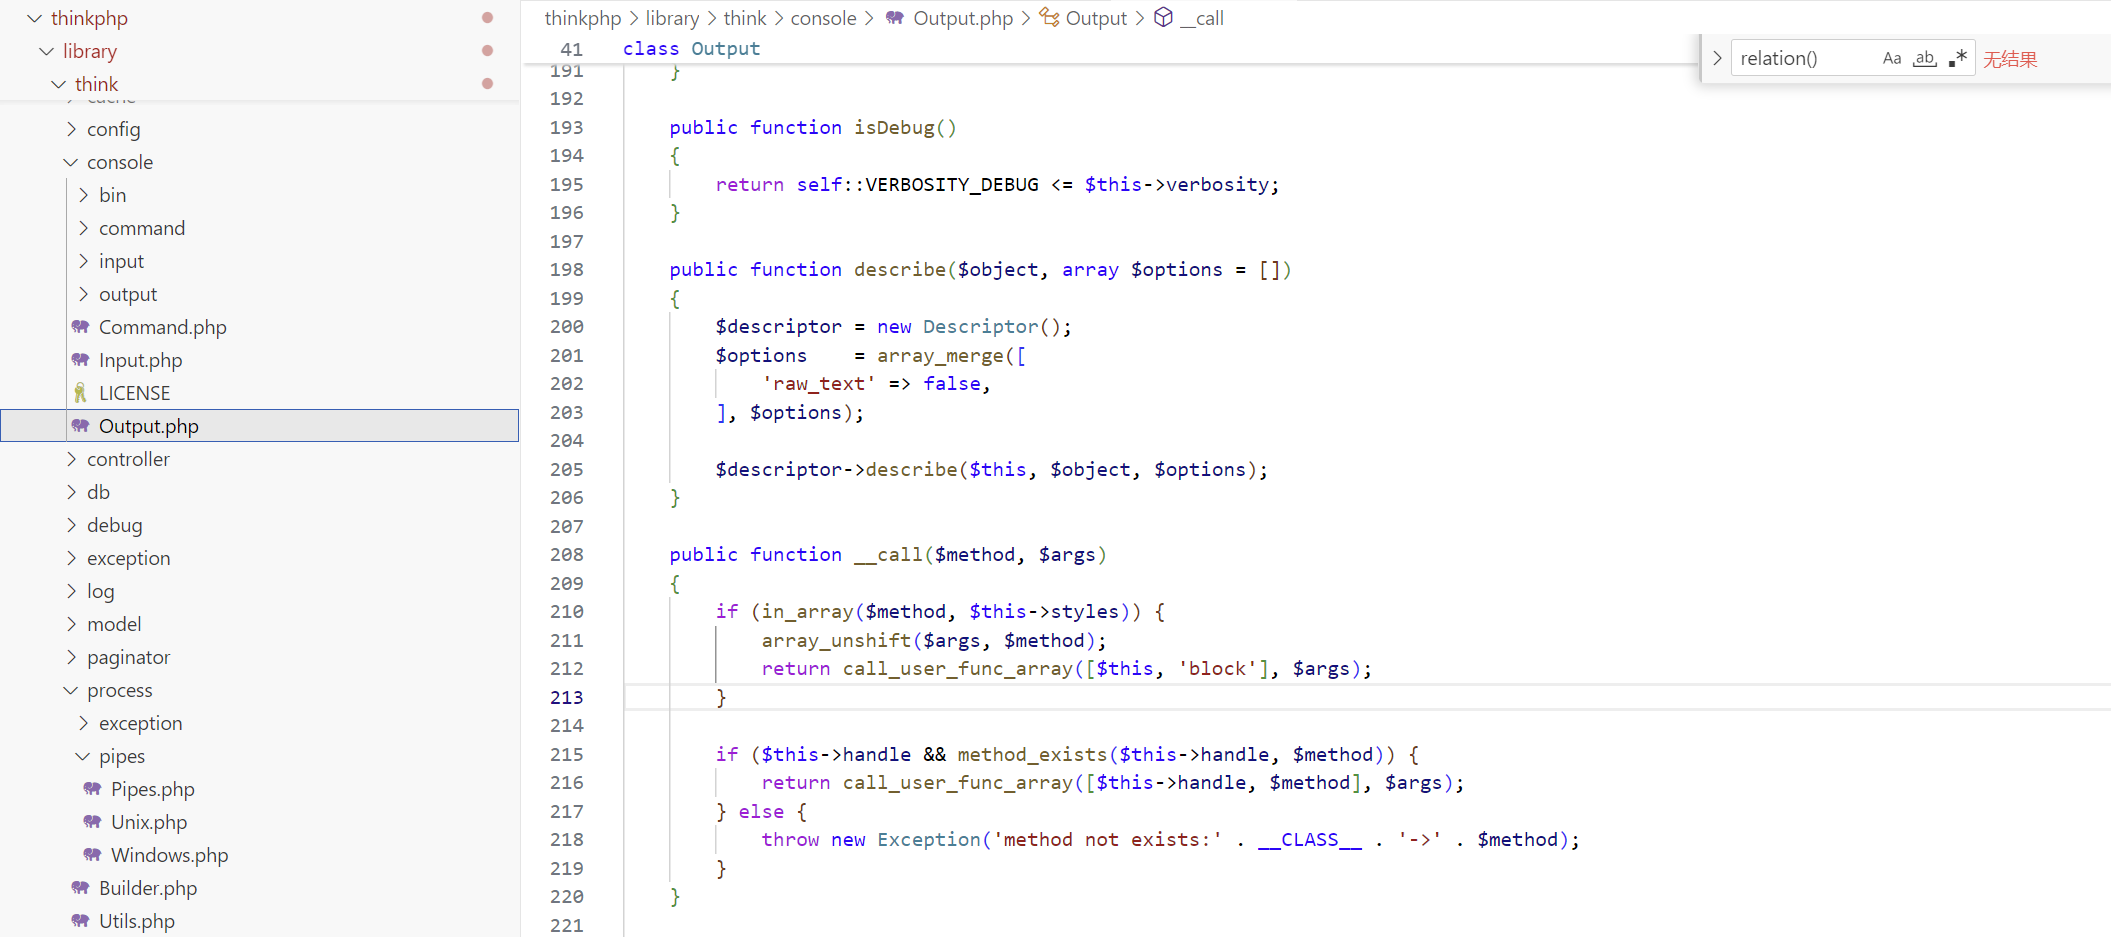 thinkphp
library
think
cache
config
console
bin
command
input
output
Command.php
Input.php
LICENSE
Output.php
controller
db
debug
exception
log
model
paginator
process
exception
pipes
Pipes.php
Unix.php
Windows.php
Builder.php
Utils.php
thinkphp > library > think > console > Output.php > Output > __call
relation() Aa ab .* 无结果
41 class Output
191 }
192
193 public function isDebug()
194 {
195 return self::VERBOSITY_DEBUG <= $this->verbosity;
196 }
197
198 public function describe($object, array $options = [])
199 {
200 $descriptor = new Descriptor();
201 $options    = array_merge([
202 'raw_text' => false,
203 ], $options);
204
205 $descriptor->describe($this, $object, $options);
206 }
207
208 public function __call($method, $args)
209 {
210 if (in_array($method, $this->styles)) {
211 array_unshift($args, $method);
212 return call_user_func_array([$this, 'block'], $args);
213 }
214
215 if ($this->handle && method_exists($this->handle, $method)) {
216 return call_user_func_array([$this->handle, $method], $args);
217 } else {
218 throw new Exception('method not exists:' . __CLASS__ . '->' . $method);
219 }
220 }
221